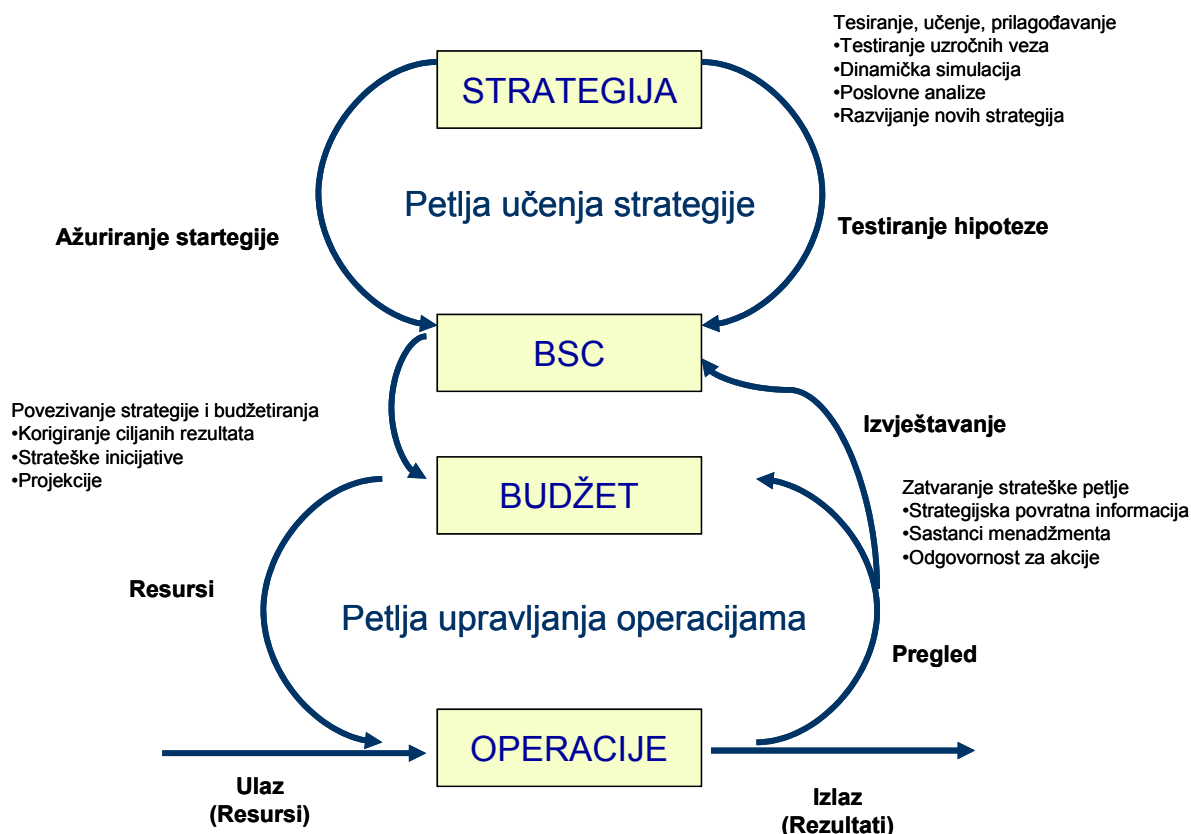 Tesiranje, učenje, prilagođavanje
•Testiranje uzročnih veza
•Dinamička simulacija
•Poslovne analize
•Razvijanje novih strategija
STRATEGIJA
Petlja učenja strategije
Ažuriranje startegije
Testiranje hipoteze
BSC
Povezivanje strategije i budžetiranja
•Korigiranje ciljanih rezultata
•Strateške inicijative
•Projekcije
Izvještavanje
BUDŽET
Zatvaranje strateške petlje
•Strategijska povratna informacija
•Sastanci menadžmenta
•Odgovornost za akcije
Resursi
Petlja upravljanja operacijama
Pregled
OPERACIJE
Ulaz
(Resursi)
Izlaz
(Rezultati)